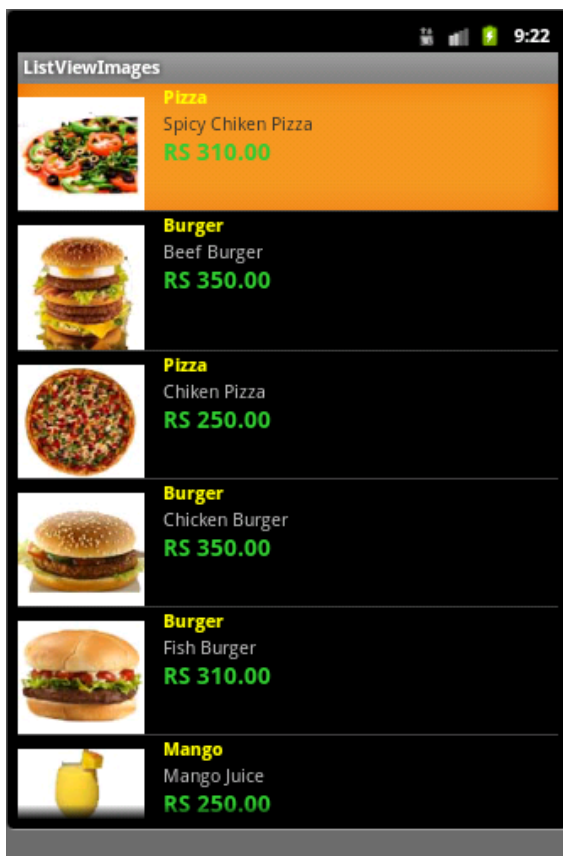 9:22
ListViewImages
Pizza
Spicy Chiken Pizza
RS 310.00
Burger
Beef Burger
RS 350.00
Pizza
Chiken Pizza
RS 250.00
Burger
Chicken Burger
RS 350.00
Burger
Fish Burger
RS 310.00
Mango
Mango Juice
RS 250.00